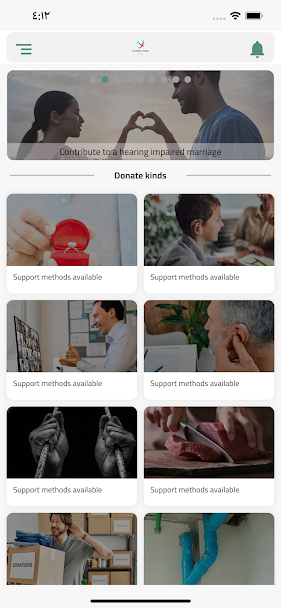 ٤:١٢
Contribute to a hearing impaired marriage
Donate kinds
Support methods available
Support methods available
Support methods available
Support methods available
Support methods available
Support methods available
DONATIONS